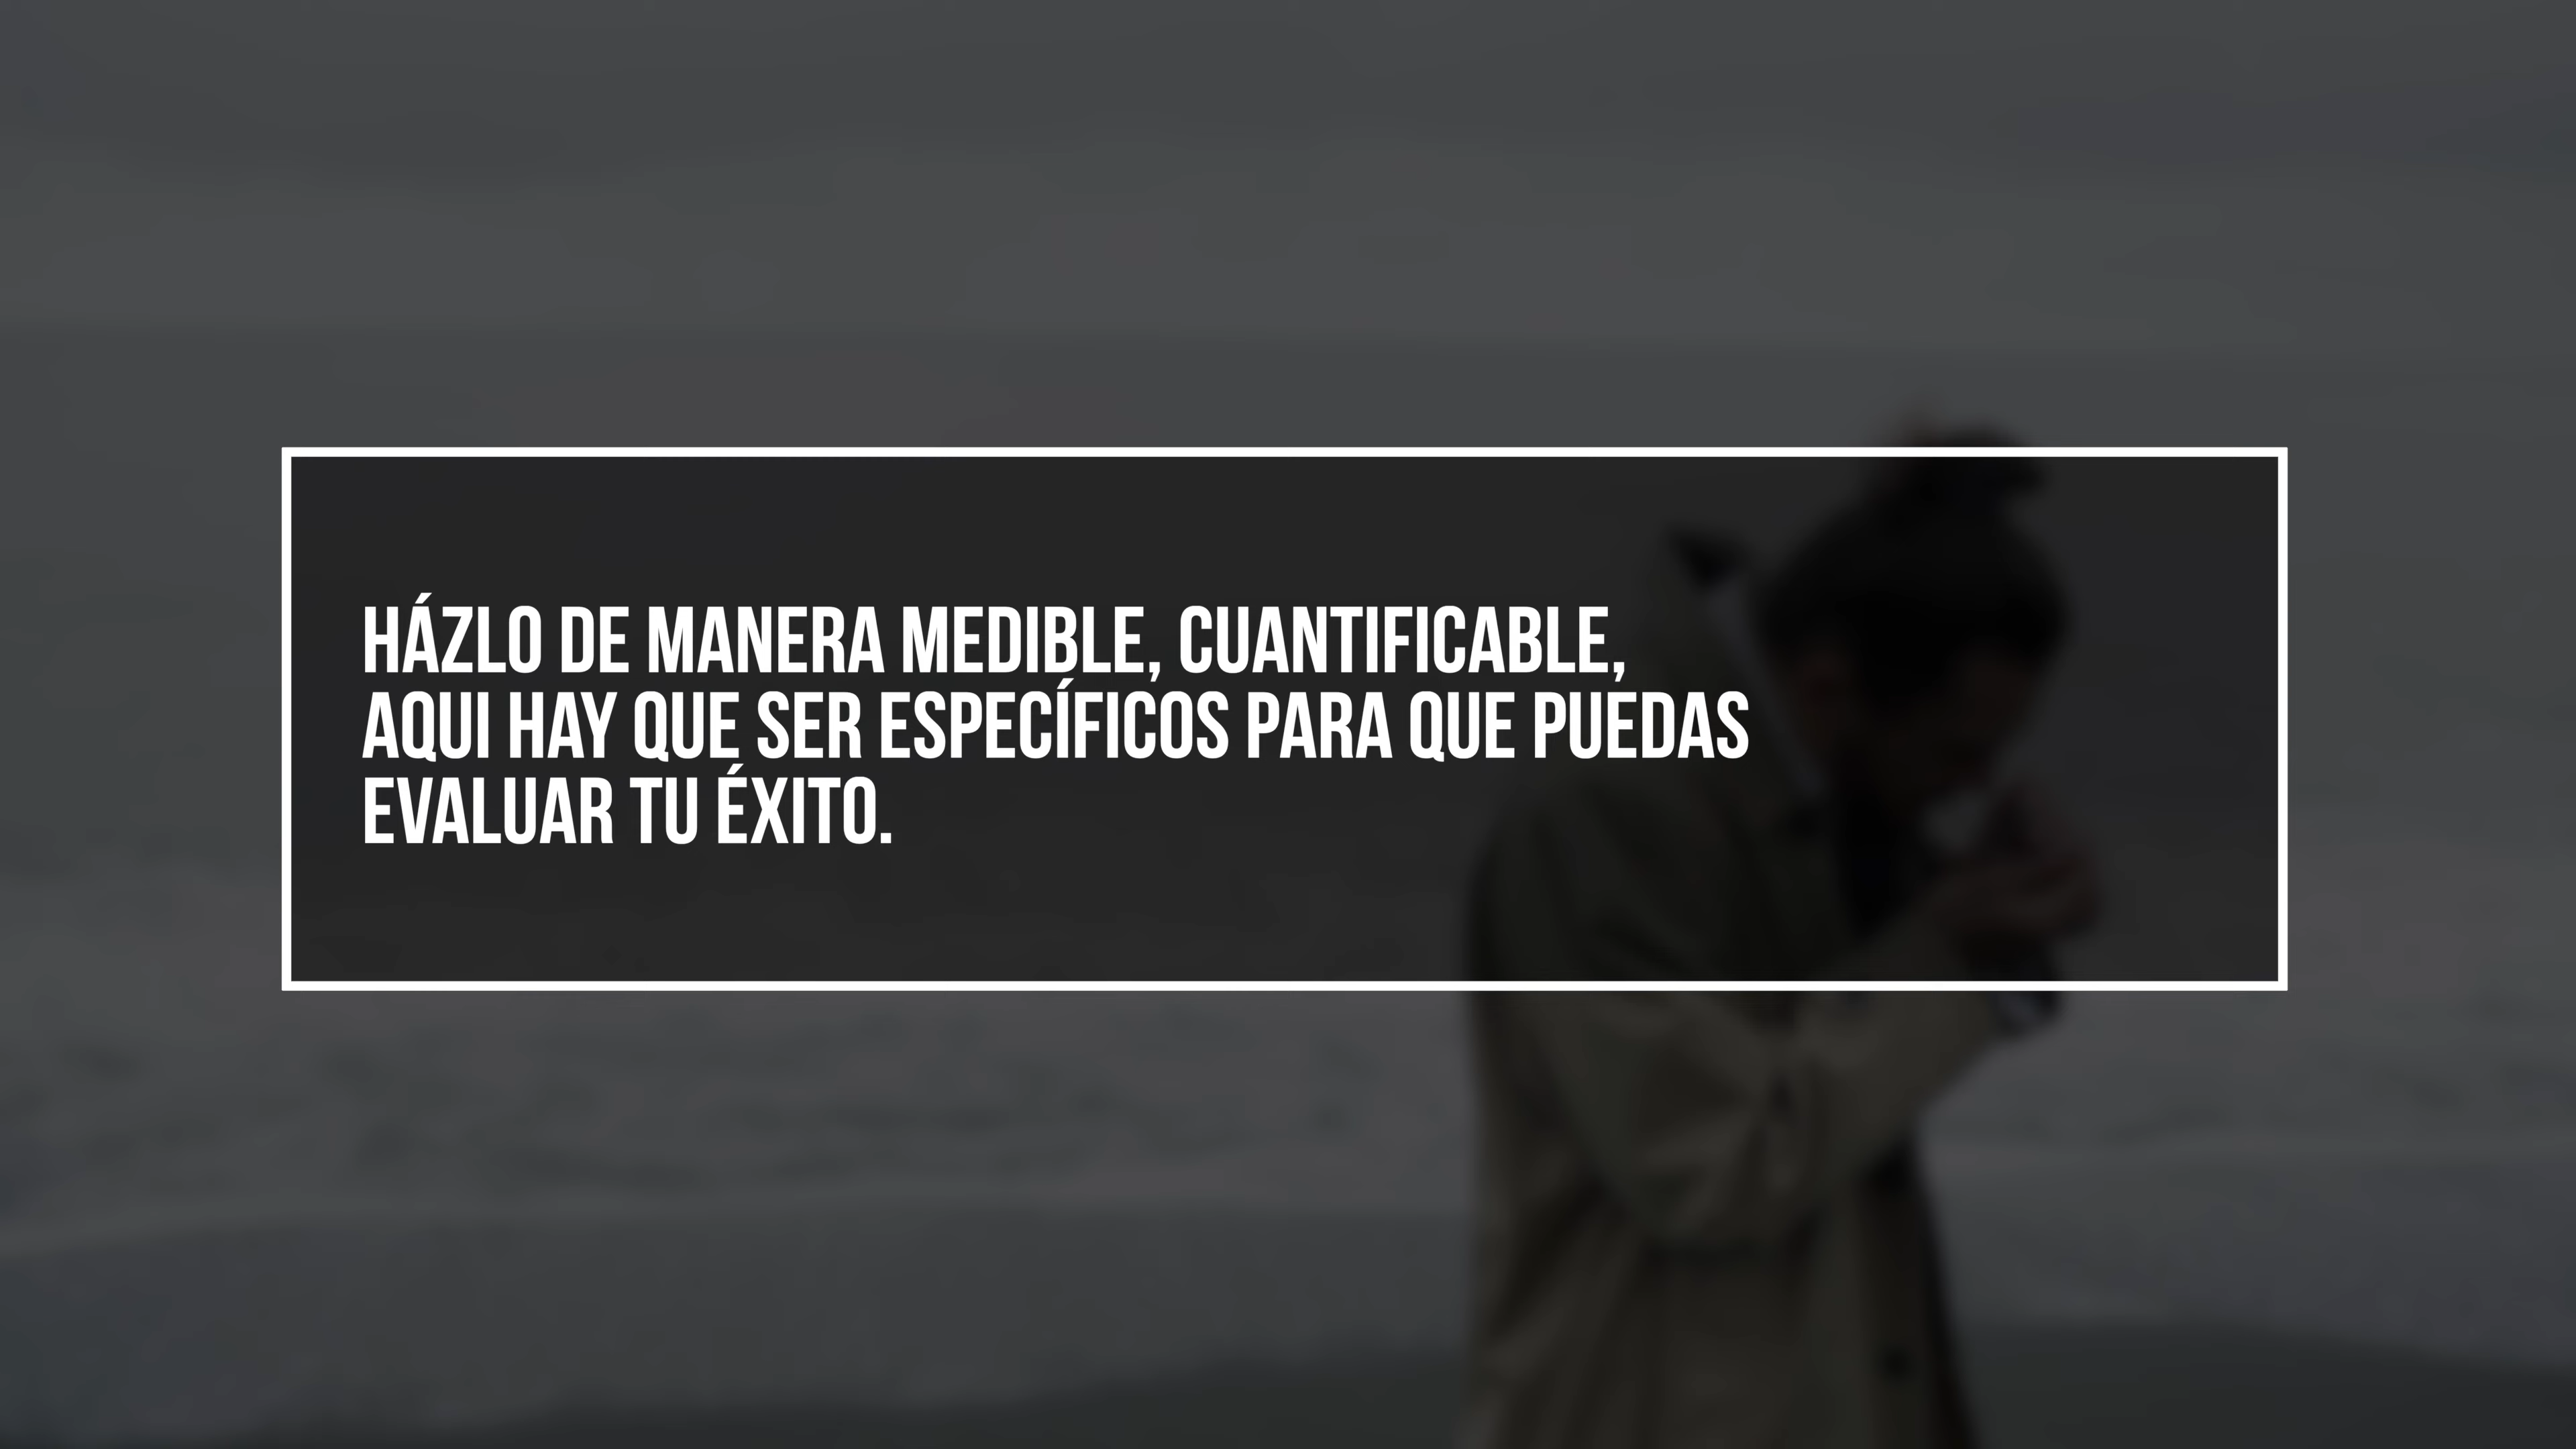 HÁZLO DE MANERA MEDIBLE, CUANTIFICABLE,
AQUI HAY QUE SER ESPECÍFICOS PARA QUE PUEDAS
EVALUAR TU ÉXITO.